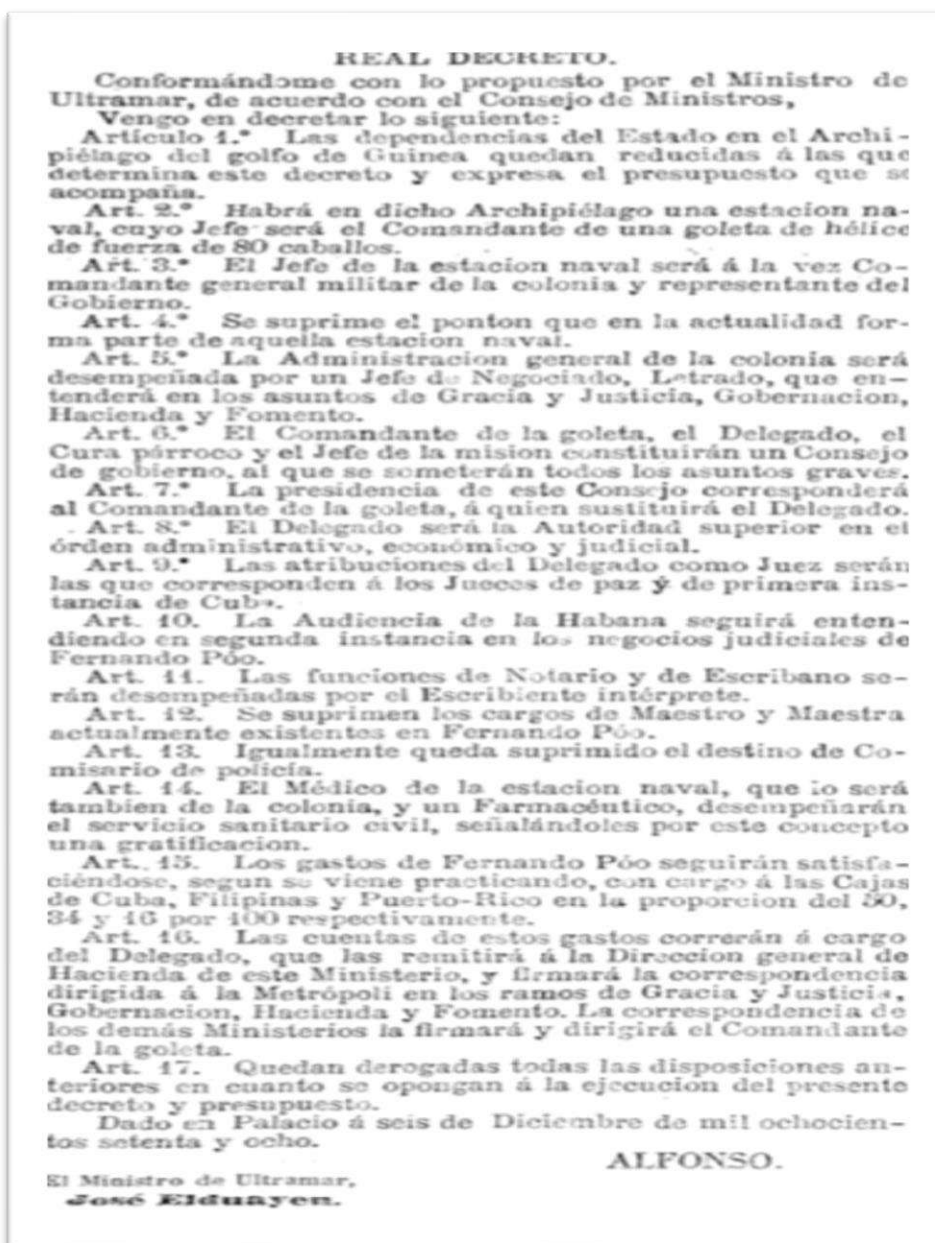 REAL DECRETO.
Conformándome con lo propuesto por el Ministro de
Ultramar, de acuerdo con el Consejo de Ministros,
Vengo en decretar lo siguiente:
Artículo 1.° Las dependencias del Estado en el Archi-
piélago del golfo de Guinea quedan reducidas á las que
determina este decreto y expresa el presupuesto que se
acompaña.
Art. 2.° Habrá en dicho Archipiélago una estacion na-
val, cuyo Jefe será el Comandante de una goleta de hélice
de fuerza de 80 caballos.
Art. 3.° El Jefe de la estacion naval será á la vez Co-
mandante general militar de la colonia y representante del
Gobierno.
Art. 4.° Se suprime el ponton que en la actualidad for-
ma parte de aquella estacion naval.
Art. 5.° La Administracion general de la colonia será
desempeñada por un Jefe de Negociado, Letrado, que en-
tenderá en los asuntos de Gracia y Justicia, Gobernacion,
Hacienda y Fomento.
Art. 6.° El Comandante de la goleta, el Delegado, el
Cura párroco y el Jefe de la mision constituirán un Consejo
de gobierno, al que se someterán todos los asuntos graves.
Art. 7.° La presidencia de este Consejo corresponderá
al Comandante de la goleta, á quien sustituirá el Delegado.
Art. 8.° El Delegado será la Autoridad superior en el
órden administrativo, económico y judicial.
Art. 9.° Las atribuciones del Delegado como Juez serán
las que corresponden á los Jueces de paz y de primera ins-
tancia de Cuba.
Art. 10. La Audiencia de la Habana seguirá enten-
diendo en segunda instancia en los negocios judiciales de
Fernando Póo.
Art. 11. Las funciones de Notario y de Escribano se-
rán desempeñadas por el Escribiente intérprete.
Art. 12. Se suprimen los cargos de Maestro y Maestra
actualmente existentes en Fernando Póo.
Art. 13. Igualmente queda suprimido el destino de Co-
misario de policía.
Art. 14. El Médico de la estacion naval, que lo será
tambien de la colonia, y un Farmacéutico, desempeñarán
el servicio sanitario civil, señalándoles por este concepto
una gratificacion.
Art. 15. Los gastos de Fernando Póo seguirán satisfa-
ciéndose, segun se viene practicando, con cargo á las Cajas
de Cuba, Filipinas y Puerto-Rico en la proporcion del 50,
34 y 16 por 100 respectivamente.
Art. 16. Las cuentas de estos gastos correrán á cargo
del Delegado, que las remitirá á la Direccion general de
Hacienda de este Ministerio, y firmará la correspondencia
dirigida á la Metrópoli en los ramos de Gracia y Justicia,
Gobernacion, Hacienda y Fomento. La correspondencia de
los demás Ministerios la firmará y dirigirá el Comandante
de la goleta.
Art. 17. Quedan derogadas todas las disposiciones an-
teriores en cuanto se opongan á la ejecucion del presente
decreto y presupuesto.
Dado en Palacio á seis de Diciembre de mil ochocien-
tos setenta y ocho.
ALFONSO.
El Ministro de Ultramar,
José Elduayen.